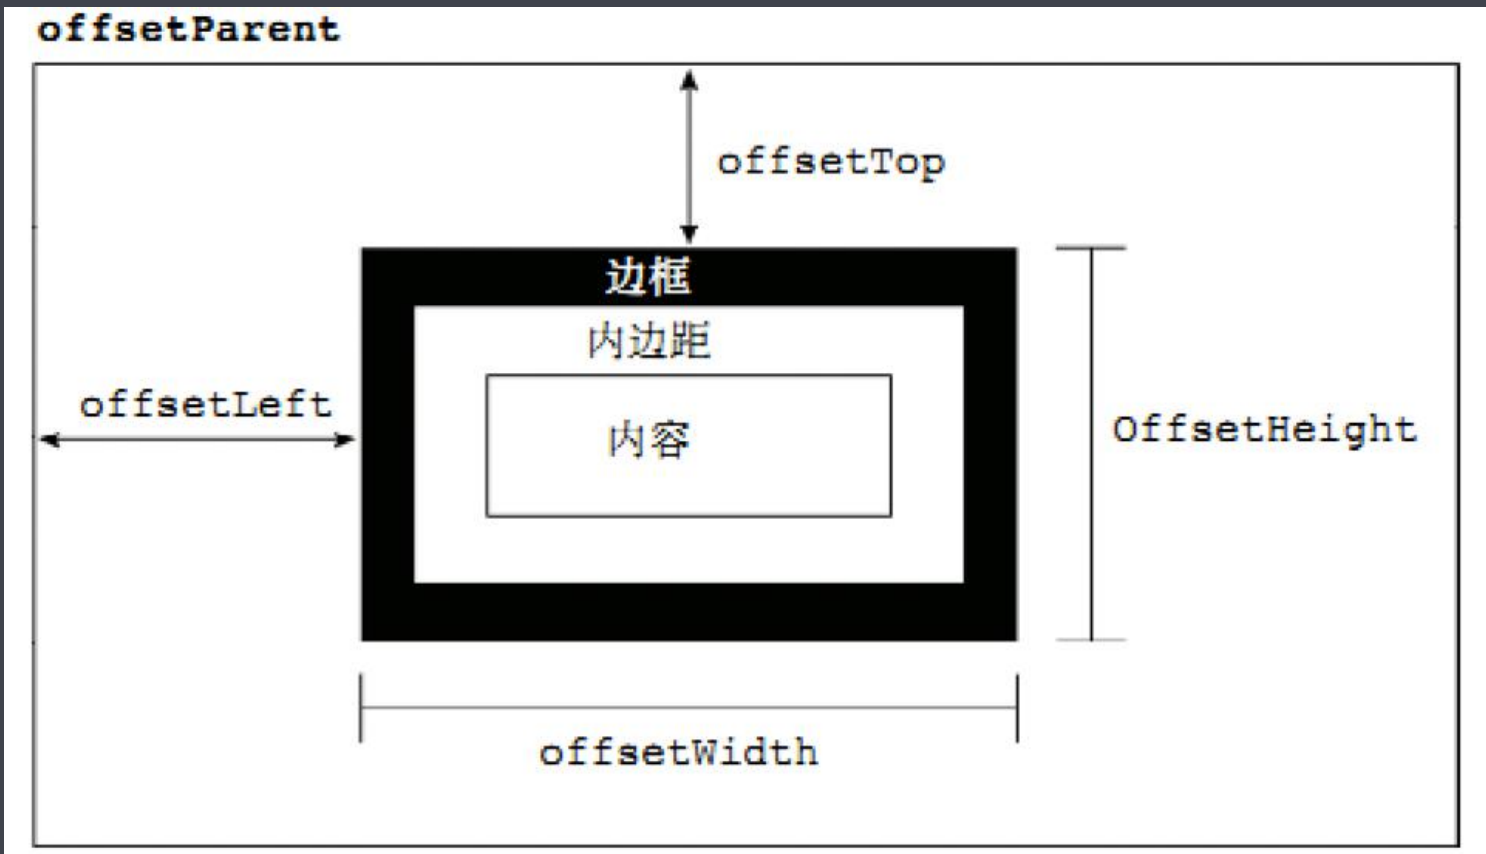 offsetParent
offsetTop
边框
内边距
offsetLeft
内容
OffsetHeight
offsetWidth